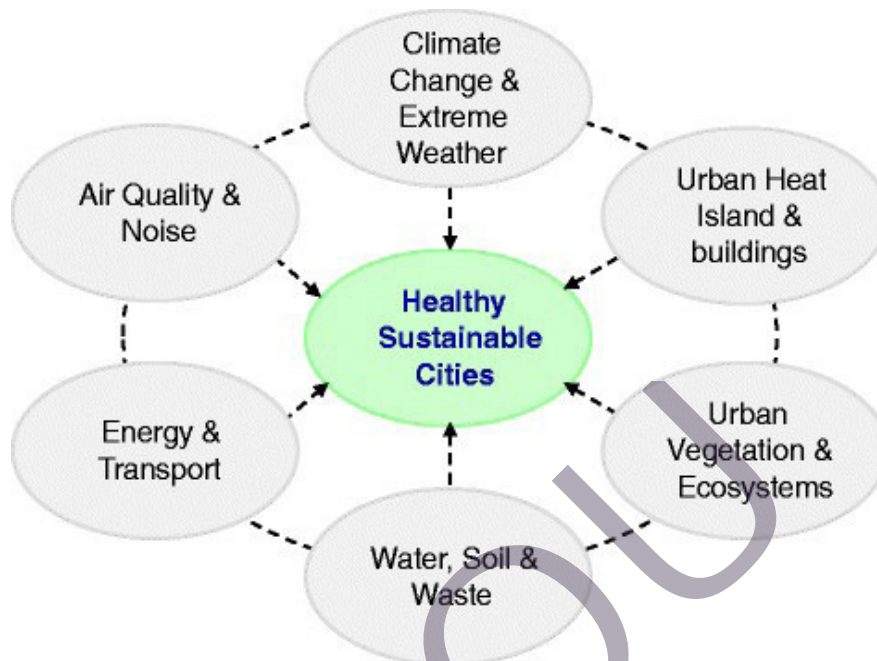 Climate
Change &
Extreme
Weather
Air Quality &
Noise
Urban Heat
Island &
buildings
Healthy
Sustainable
Cities
Energy &
Transport
Urban
Vegetation &
Ecosystems
Water, Soil &
Waste